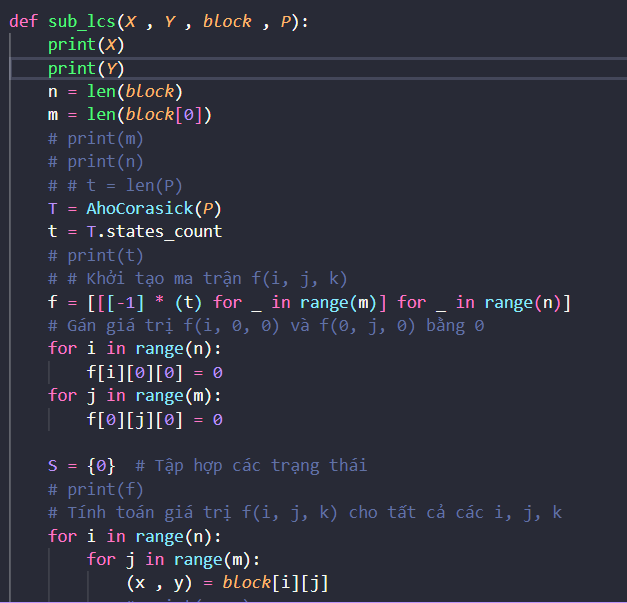 def sub_lcs(X , Y , block , P):
    print(X)
    print(Y)
    n = len(block)
    m = len(block[0])
    # print(m)
    # print(n)
    # # t = len(P)
    T = AhoCorasick(P)
    t = T.states_count
    # print(t)
    # # Khởi tạo ma trận f(i, j, k)
    f = [[[-1] * (t) for _ in range(m)] for _ in range(n)]
    # Gán giá trị f(i, 0, 0) và f(0, j, 0) bằng 0
    for i in range(n):
        f[i][0][0] = 0
    for j in range(m):
        f[0][j][0] = 0
    S = {0}  # Tập hợp các trạng thái
    # print(f)
    # Tính toán giá trị f(i, j, k) cho tất cả các i, j, k
    for i in range(n):
        for j in range(m):
            (x , y) = block[i][j]